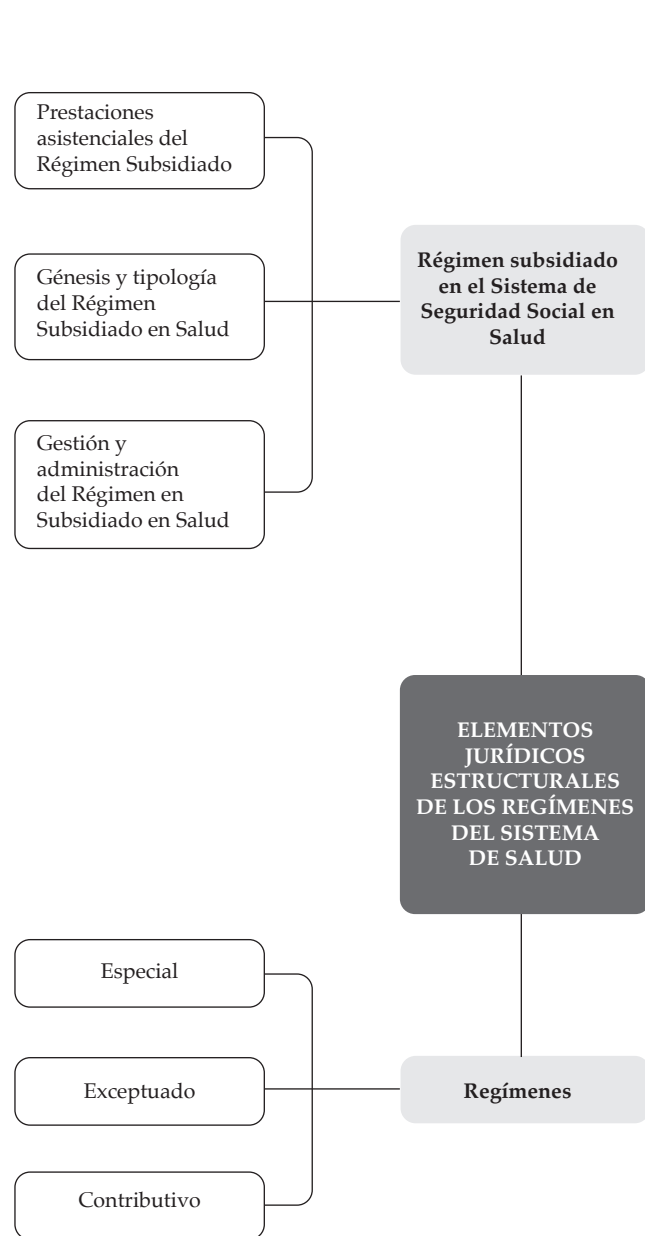 Prestaciones
asistenciales del
Régimen Subsidiado
Génesis y tipología
del Régimen
Subsidiado en Salud
Gestión y
administración
del Régimen en
Subsidiado en Salud
Régimen subsidiado
en el Sistema de
Seguridad Social en
Salud
ELEMENTOS
JURÍDICOS
ESTRUCTURALES
DE LOS REGÍMENES
DEL SISTEMA
DE SALUD
Especial
Exceptuado
Contributivo
Regímenes